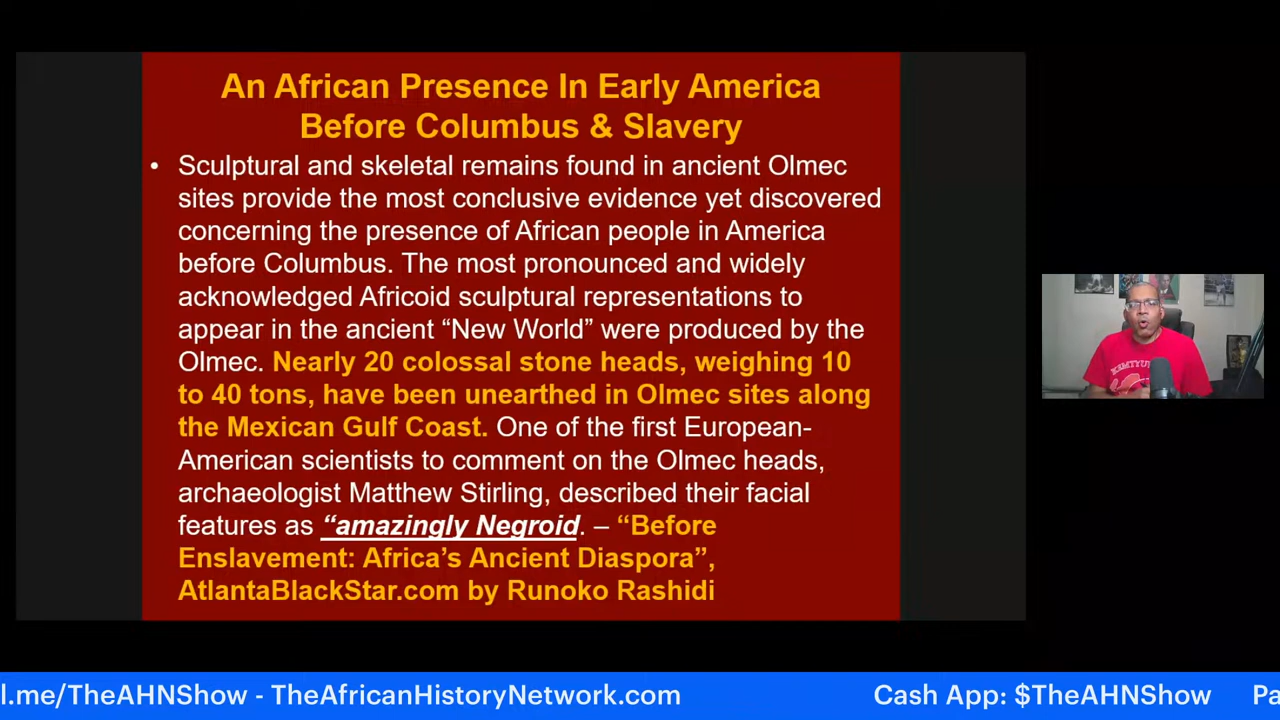 An African Presence In Early America
Before Columbus & Slavery
• Sculptural and skeletal remains found in ancient Olmec
sites provide the most conclusive evidence yet discovered
concerning the presence of African people in America
before Columbus. The most pronounced and widely
acknowledged Africoid sculptural representations to
appear in the ancient “New World” were produced by the
Olmec. Nearly 20 colossal stone heads, weighing 10
to 40 tons, have been unearthed in Olmec sites along
the Mexican Gulf Coast. One of the first European-
American scientists to comment on the Olmec heads,
archaeologist Matthew Stirling, described their facial
features as “amazingly Negroid. – “Before
Enslavement: Africa’s Ancient Diaspora”,
AtlantaBlackStar.com by Runoko Rashidi
l.me/TheAHNShow - TheAfricanHistoryNetwork.com Cash App: $TheAHNShow Pa